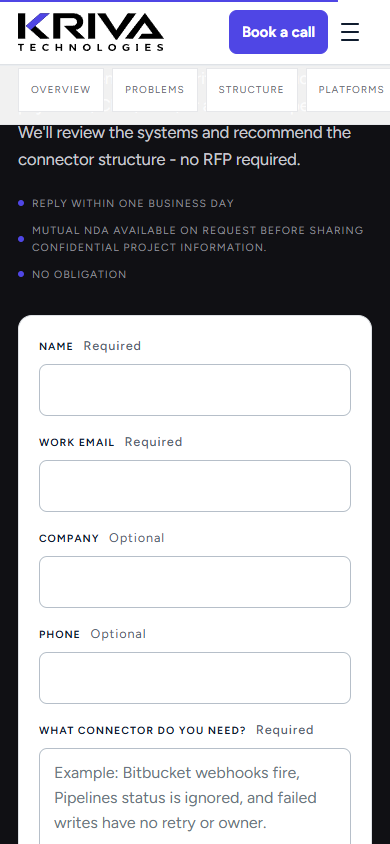 KRIVA
TECHNOLOGIES
Book a call
OVERVIEW
PROBLEMS
STRUCTURE
PLATFORMS
We'll review the systems and recommend the
connector structure - no RFP required.
REPLY WITHIN ONE BUSINESS DAY
MUTUAL NDA AVAILABLE ON REQUEST BEFORE SHARING
CONFIDENTIAL PROJECT INFORMATION.
NO OBLIGATION
NAME Required
WORK EMAIL Required
COMPANY Optional
PHONE Optional
WHAT CONNECTOR DO YOU NEED? Required
Example: Bitbucket webhooks fire,
Pipelines status is ignored, and failed
writes have no retry or owner.